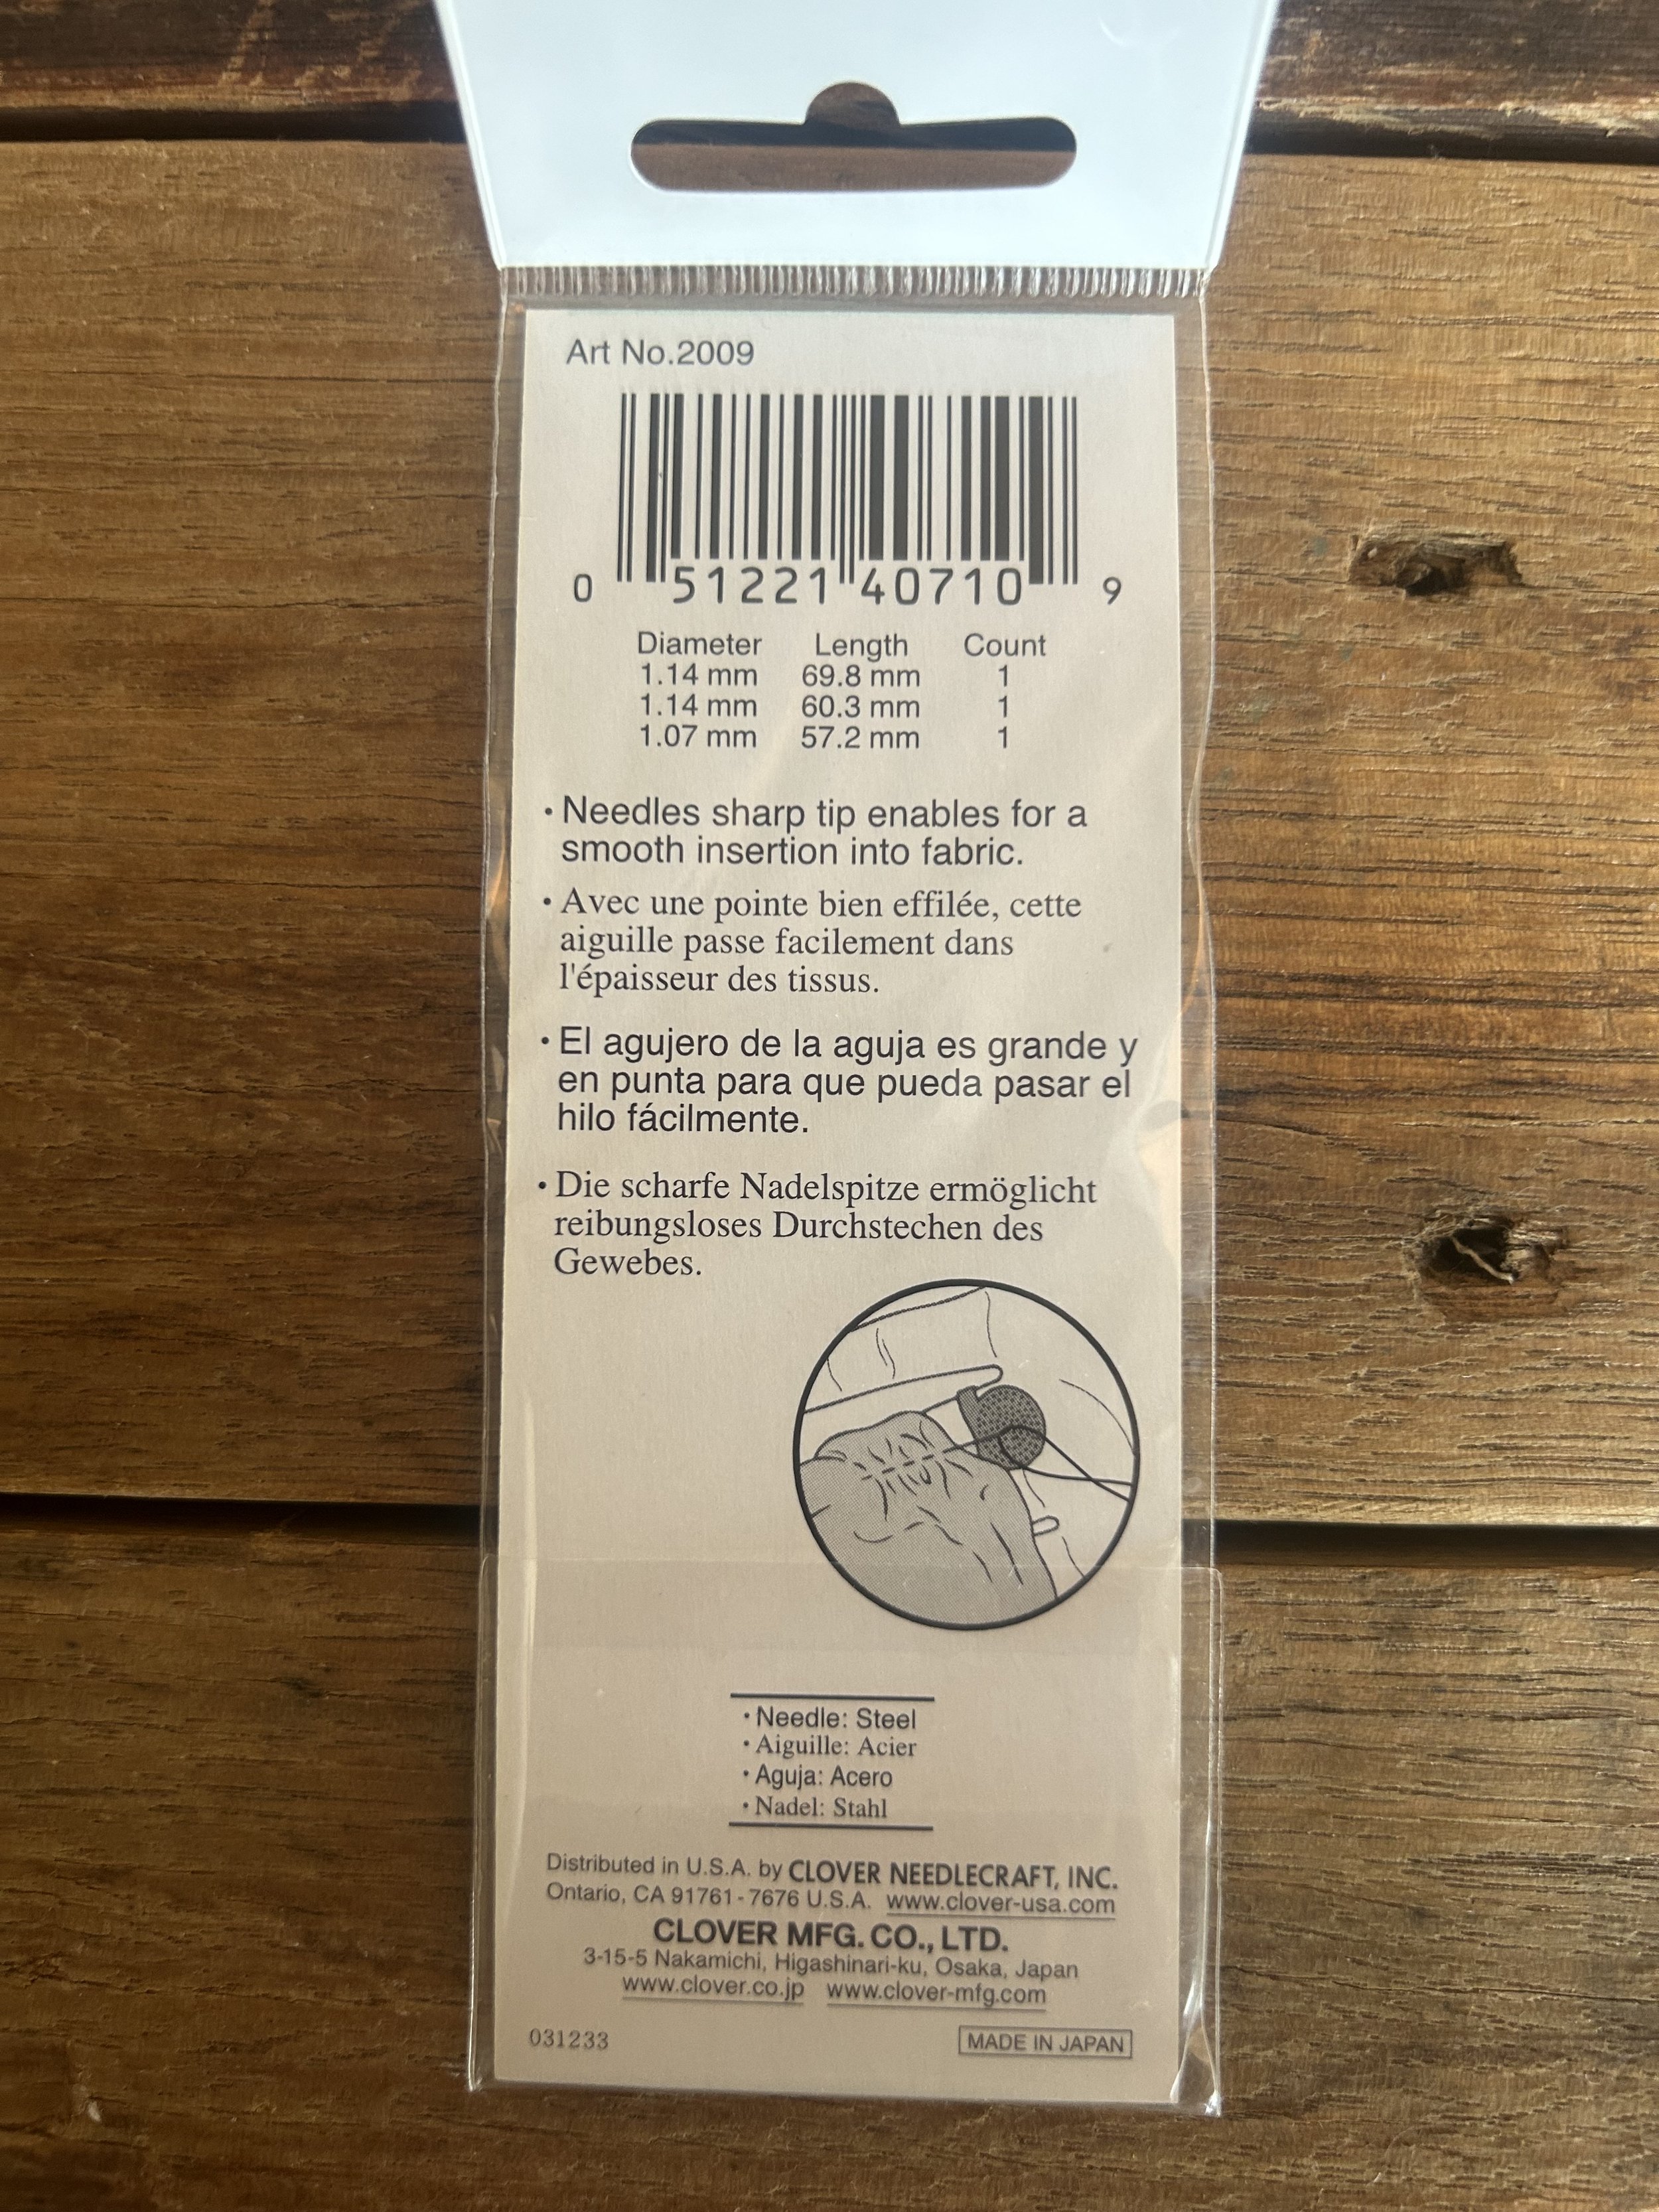 Art No.2009
0 51221 40710 9
Diameter Length Count
1.14 mm 69.8 mm 1
1.14 mm 60.3 mm 1
1.07 mm 57.2 mm 1
• Needles sharp tip enables for a
smooth insertion into fabric.
• Avec une pointe bien effilée, cette
aiguille passe facilement dans
l'épaisseur des tissus.
• El agujero de la aguja es grande y
en punta para que pueda pasar el
hilo fácilmente.
• Die scharfe Nadelspitze ermöglicht
reibungsloses Durchstechen des
Gewebes.
• Needle: Steel
• Aiguille: Acier
• Aguja: Acero
• Nadel: Stahl
Distributed in U.S.A. by CLOVER NEEDLECRAFT, INC.
Ontario, CA 91761-7676 U.S.A. www.clover-usa.com
CLOVER MFG. CO., LTD.
3-15-5 Nakamichi, Higashinari-ku, Osaka, Japan
www.clover.co.jp www.clover-mfg.com
031233 MADE IN JAPAN